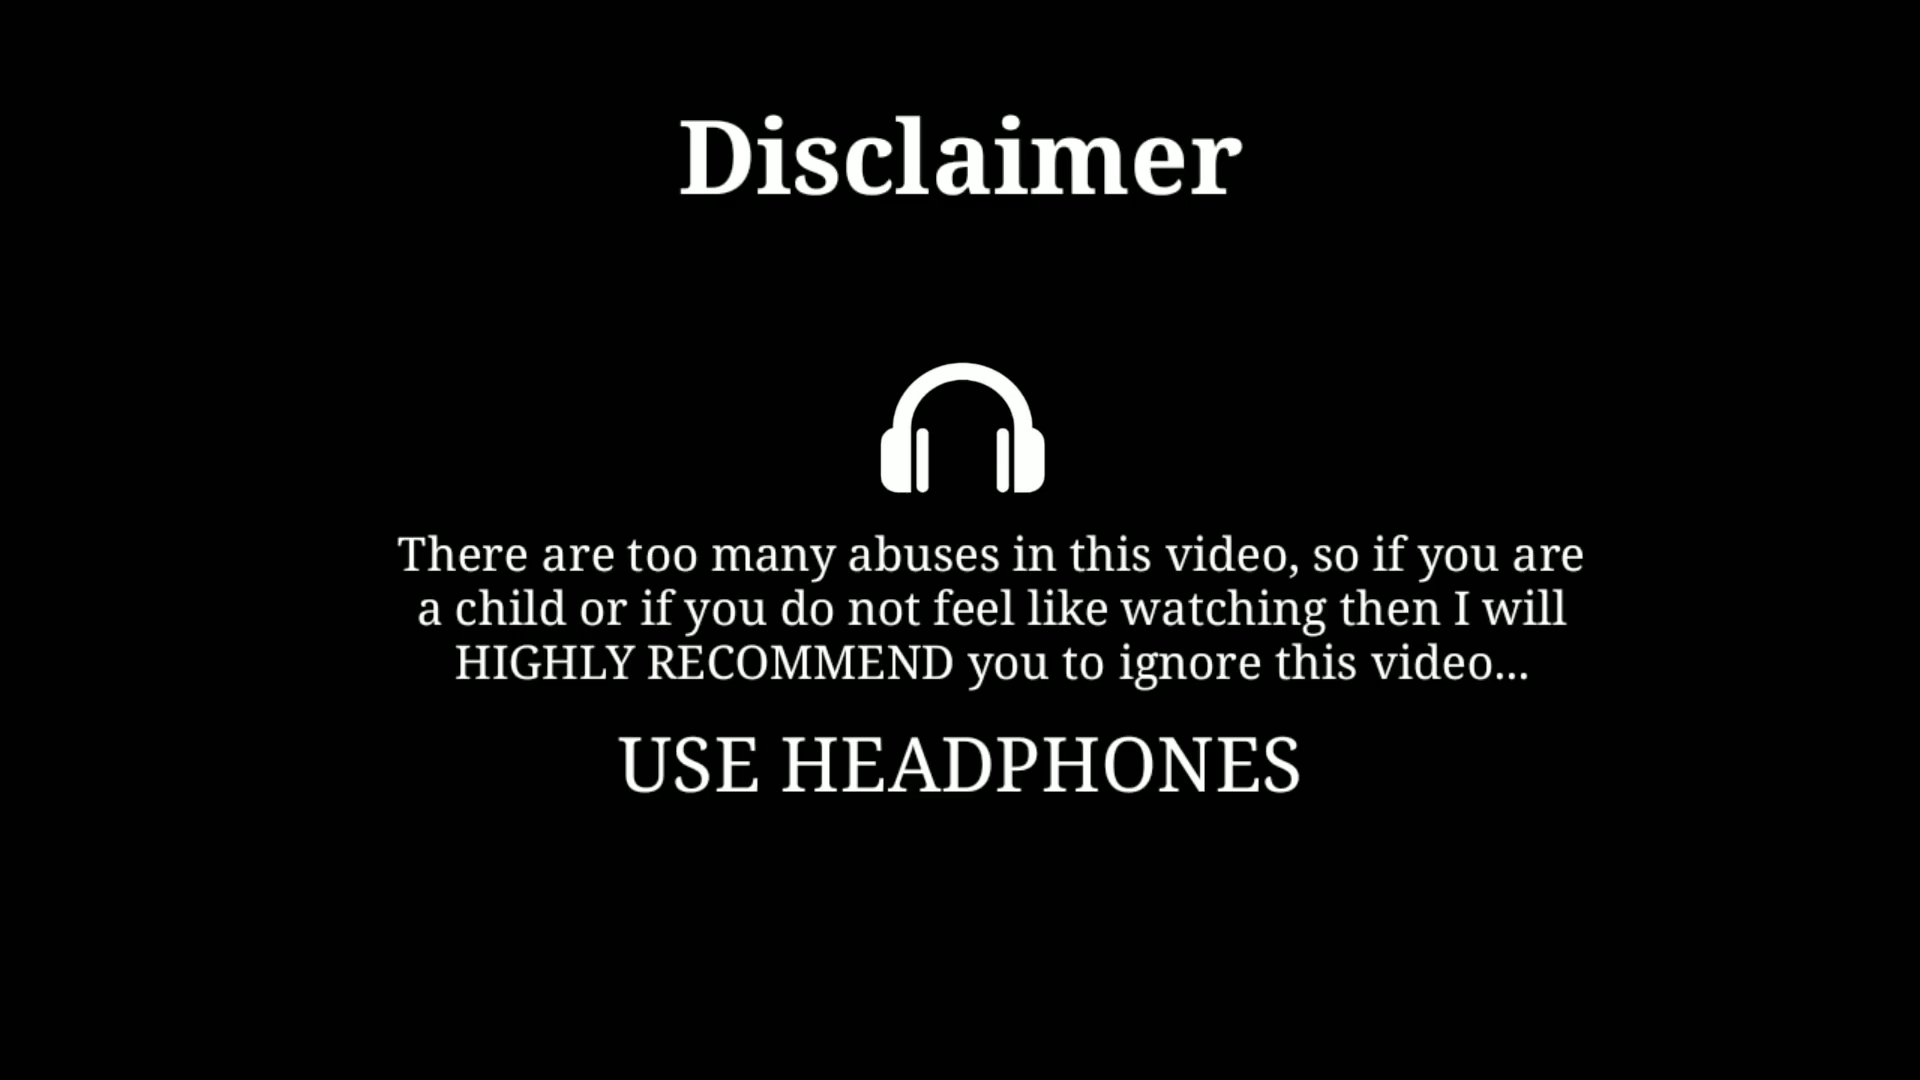 Disclaimer
There are too many abuses in this video, so if you are
a child or if you do not feel like watching then I will
HIGHLY RECOMMEND you to ignore this video...
USE HEADPHONES